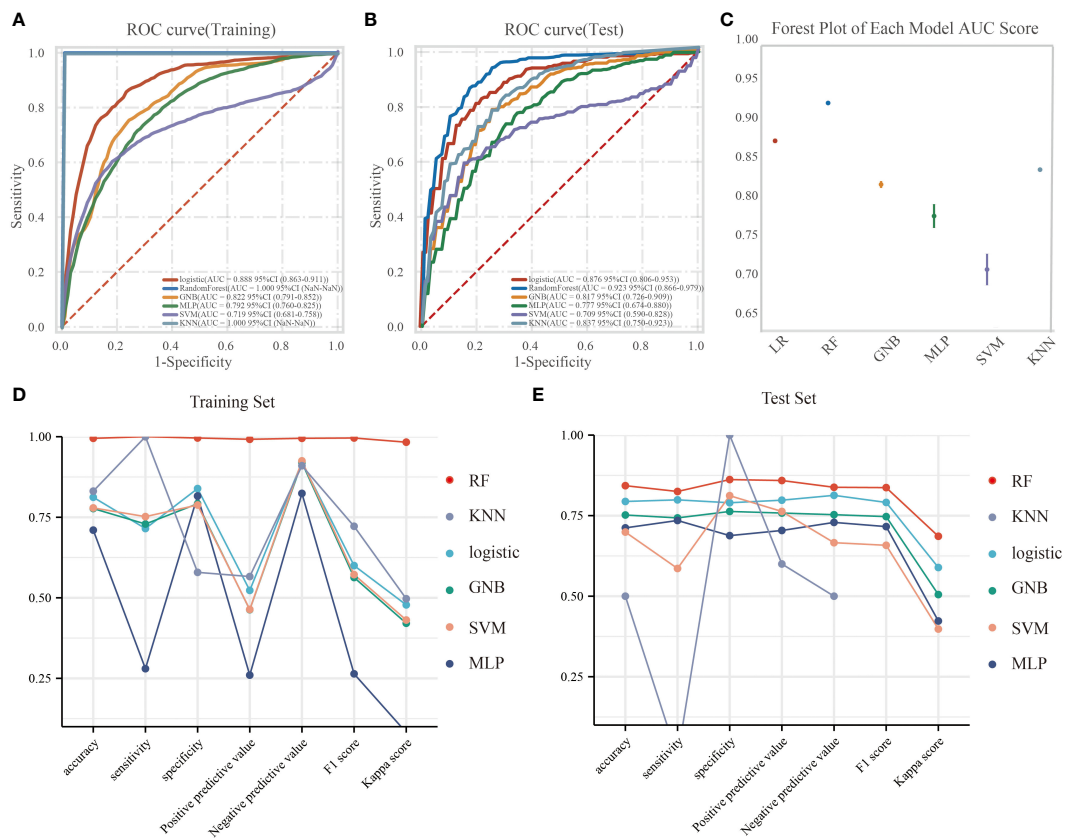 A
ROC curve(Training)
Sensitivity
1.0
0.8
0.6
0.4
0.2
0.0
logistic(AUC = 0.888 95%CI (0.863-0.911))
RandomForest(AUC = 1.000 95%CI (NaN-NaN))
GNB(AUC = 0.822 95%CI (0.791-0.852))
MLP(AUC = 0.792 95%CI (0.760-0.825))
SVM(AUC = 0.719 95%CI (0.681-0.758))
KNN(AUC = 1.000 95%CI (NaN-NaN))
0.0 0.2 0.4 0.6 0.8 1.0
1-Specificity
B
ROC curve(Test)
Sensitivity
1.0
0.8
0.6
0.4
0.2
0.0
logistic(AUC = 0.876 95%CI (0.806-0.953))
RandomForest(AUC = 0.923 95%CI (0.866-0.979))
GNB(AUC = 0.817 95%CI (0.726-0.909))
MLP(AUC = 0.777 95%CI (0.674-0.880))
SVM(AUC = 0.709 95%CI (0.590-0.828))
KNN(AUC = 0.837 95%CI (0.750-0.923))
0.0 0.2 0.4 0.6 0.8 1.0
1-Specificity
C
Forest Plot of Each Model AUC Score
1.00
0.95
0.90
0.85
0.80
0.75
0.70
0.65
LR RF GNB MLP SVM KNN
D
Training Set
1.00
0.75
0.50
0.25
accuracy
sensitivity
specificity
Positive predictive value
Negative predictive value
F1 score
Kappa score
RF
KNN
logistic
GNB
SVM
MLP
E
Test Set
1.00
0.75
0.50
0.25
accuracy
sensitivity
specificity
Positive predictive value
Negative predictive value
F1 score
Kappa score
RF
KNN
logistic
GNB
SVM
MLP